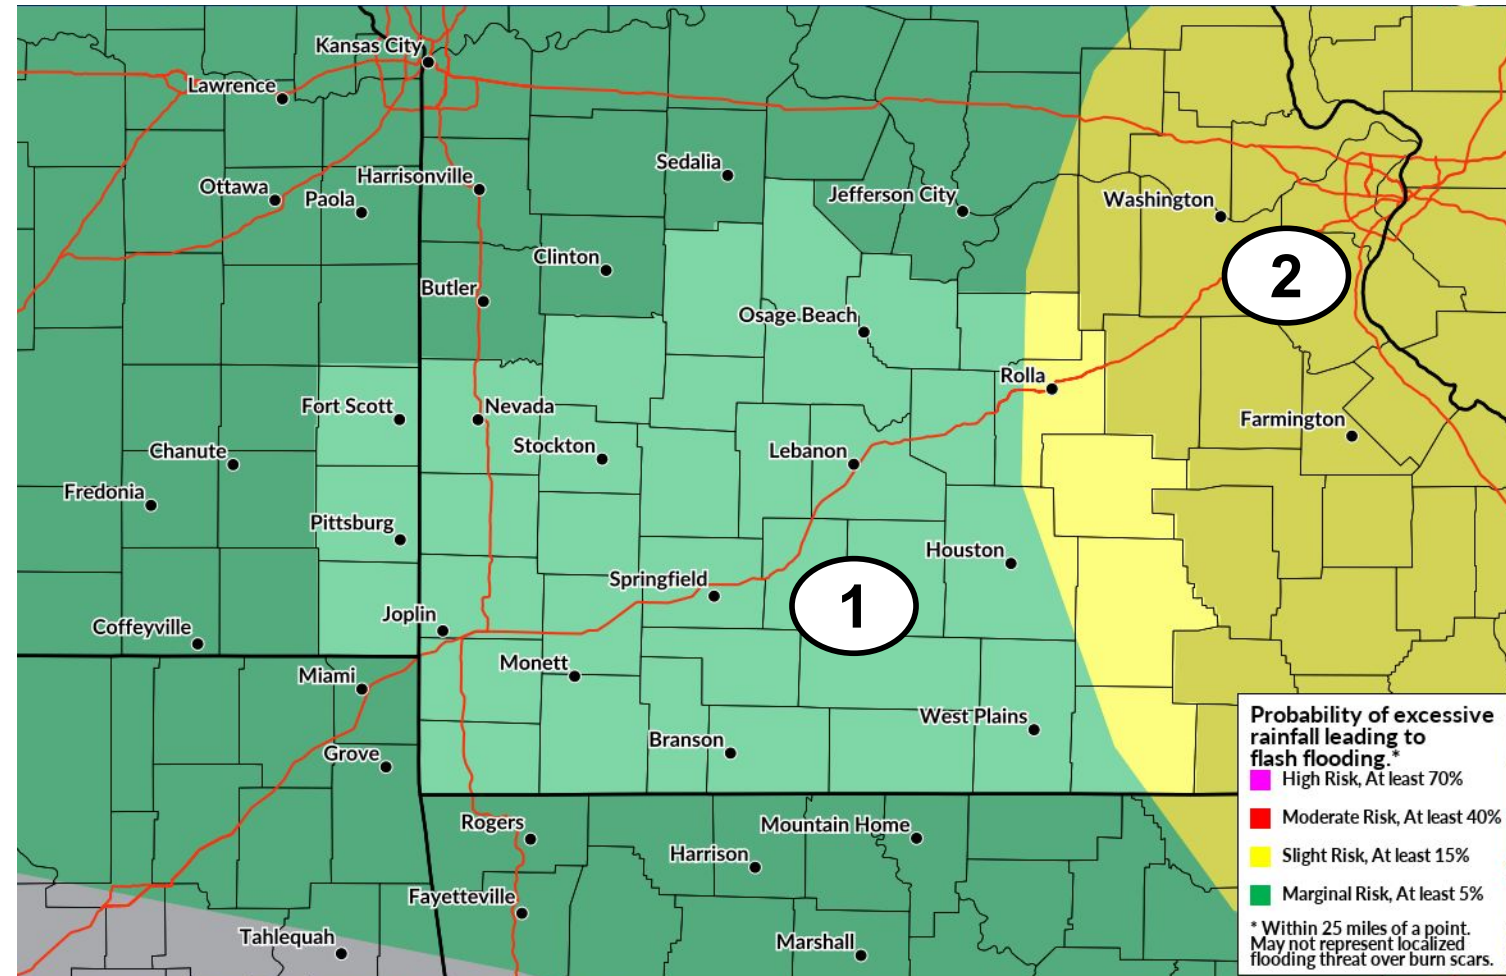 Kansas City
Lawrence
Sedalia
Harrisonville
Ottawa
Paola
Jefferson City
Washington
Clinton
2
Butler
Osage Beach
Rolla
Fort Scott
Nevada
Farmington
Stockton
Chanute
Lebanon
Fredonia
Pittsburg
Houston
Springfield
1
Joplin
Coffeyville
Monett
Miami
West Plains
Branson
Grove
Rogers
Mountain Home
Harrison
Fayetteville
Tahlequah
Marshall
Probability of excessive
rainfall leading to
flash flooding.*
High Risk, At least 70%
Moderate Risk, At least 40%
Slight Risk, At least 15%
Marginal Risk, At least 5%
* Within 25 miles of a point.
May not represent localized
flooding threat over burn scars.